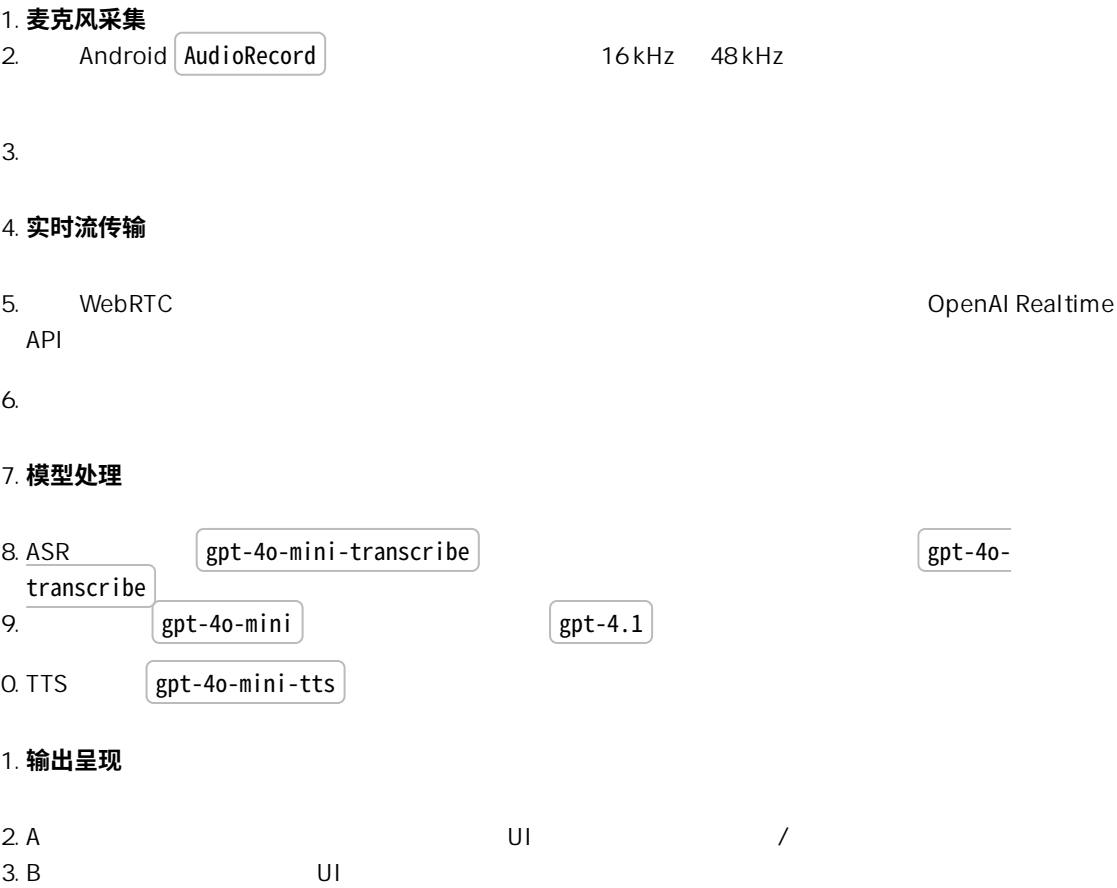 1. 麦克风采集
2. Android AudioRecord 16 kHz 48 kHz
3.
4. 实时流传输
5. WebRTC OpenAI Realtime
API
6.
7. 模型处理
8. ASR gpt-4o-mini-transcribe gpt-4o-
transcribe
9. gpt-4o-mini gpt-4.1
0. TTS gpt-4o-mini-tts
1. 输出呈现
2. A UI /
3. B UI